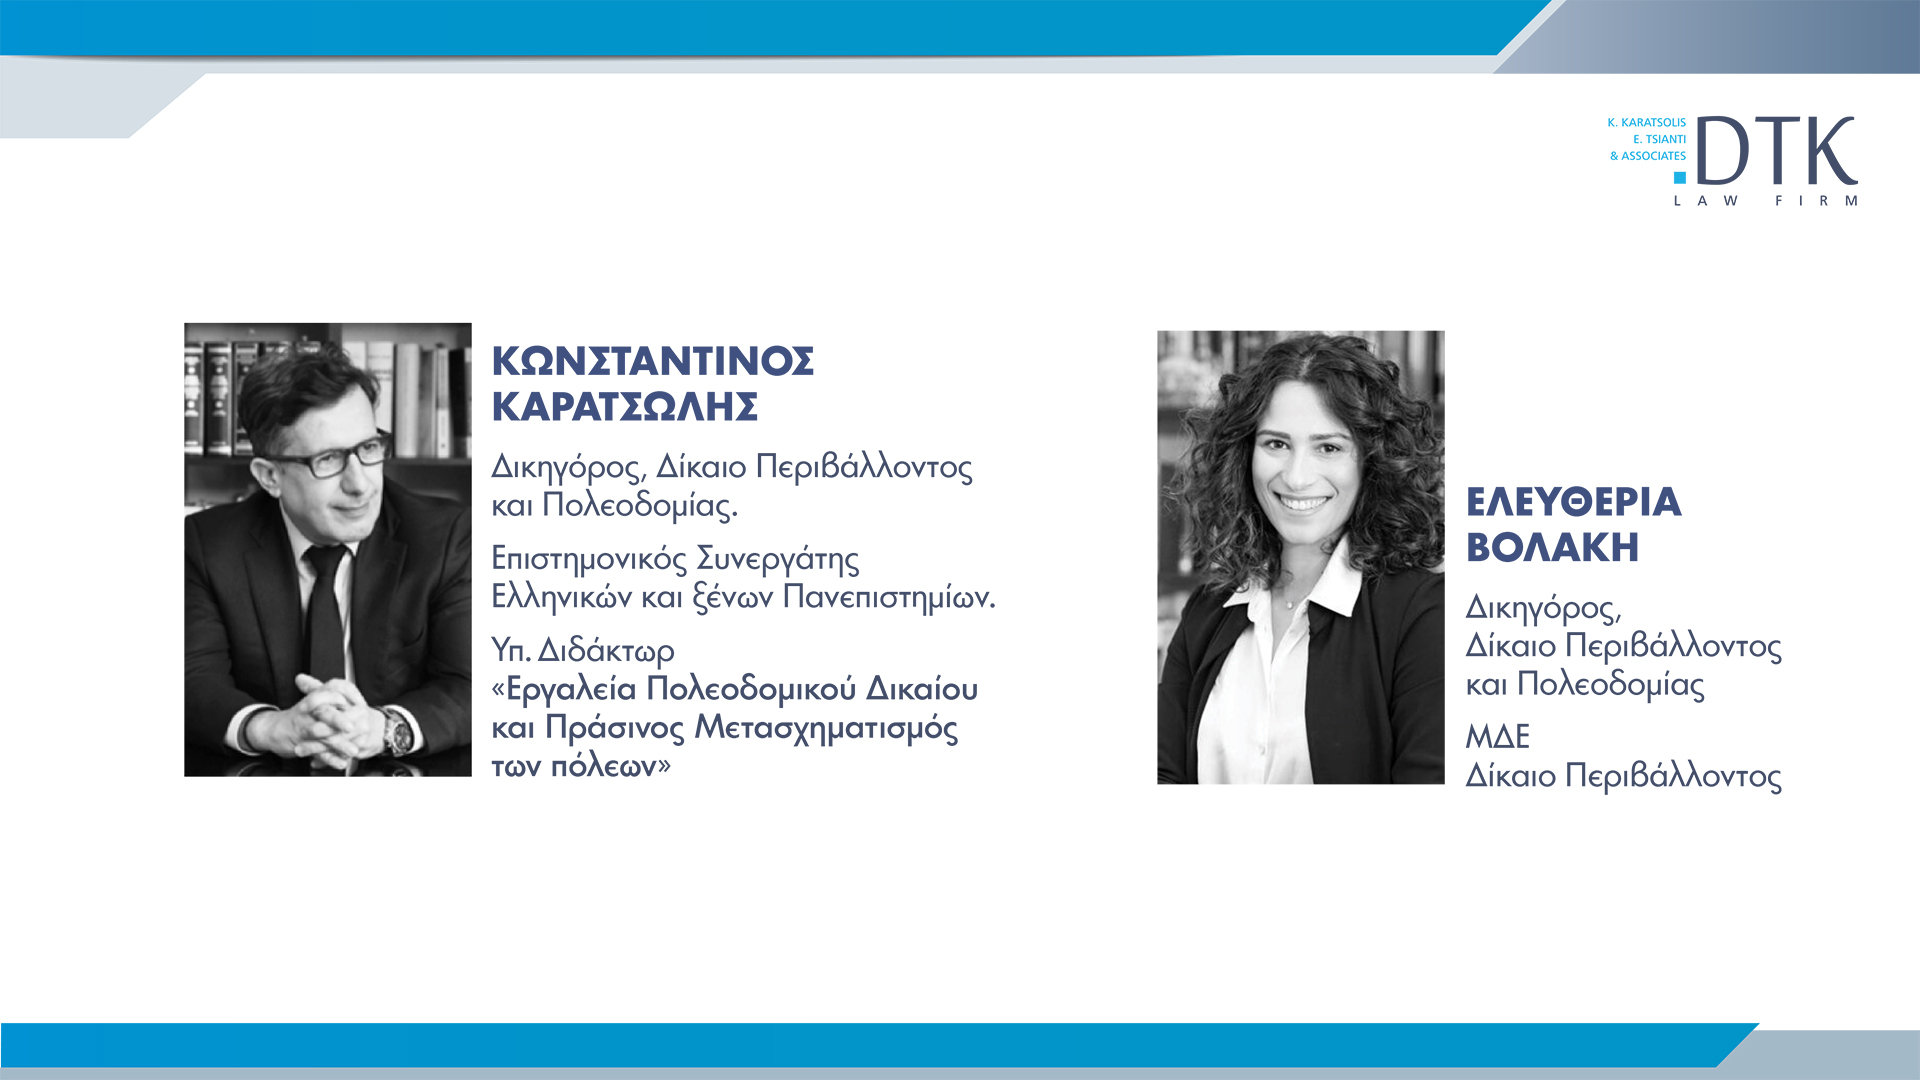 K. KARATSOLIS
E. TSIANTI
& ASSOCIATES
.DTK
LAW FIRM
ΚΩΝΣΤΑΝΤΙΝΟΣ
ΚΑΡΑΤΣΩΛΗΣ
Δικηγόρος, Δίκαιο Περιβάλλοντος
και Πολεοδομίας.
Επιστημονικός Συνεργάτης
Ελληνικών και ξένων Πανεπιστημίων.
Υπ. Διδάκτωρ
«Εργαλεία Πολεοδομικού Δικαίου
και Πράσινος Μετασχηματισμός
των πόλεων»
ΕΛΕΥΘΕΡΙΑ
ΒΟΛΑΚΗ
Δικηγόρος,
Δίκαιο Περιβάλλοντος
και Πολεοδομίας
ΜΔΕ
Δίκαιο Περιβάλλοντος